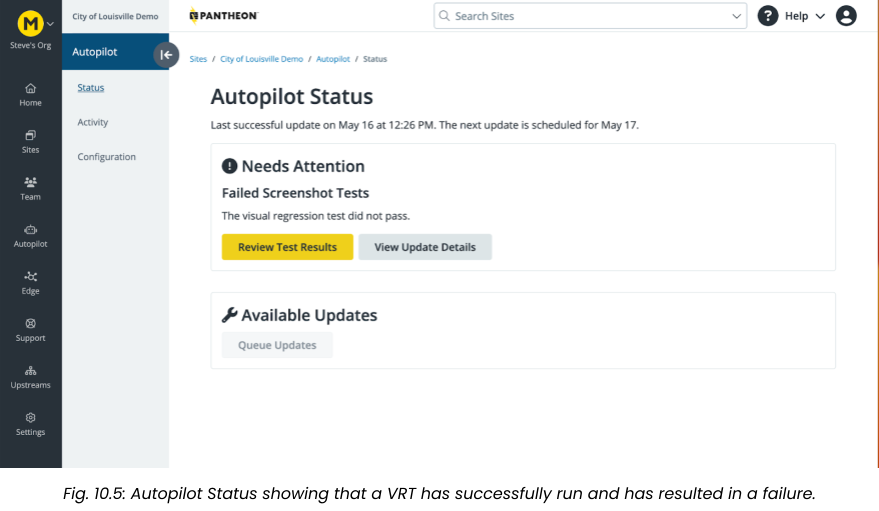 M
Steve's Org
Home
Sites
Team
Autopilot
Edge
Support
Upstreams
Settings
City of Louisville Demo
Autopilot
Status
Activity
Configuration
PANTHEON
Search Sites
? Help
Sites / City of Louisville Demo / Autopilot / Status
Autopilot Status
Last successful update on May 16 at 12:26 PM. The next update is scheduled for May 17.
! Needs Attention
Failed Screenshot Tests
The visual regression test did not pass.
Review Test Results View Update Details
Available Updates
Queue Updates
Fig. 10.5: Autopilot Status showing that a VRT has successfully run and has resulted in a failure.